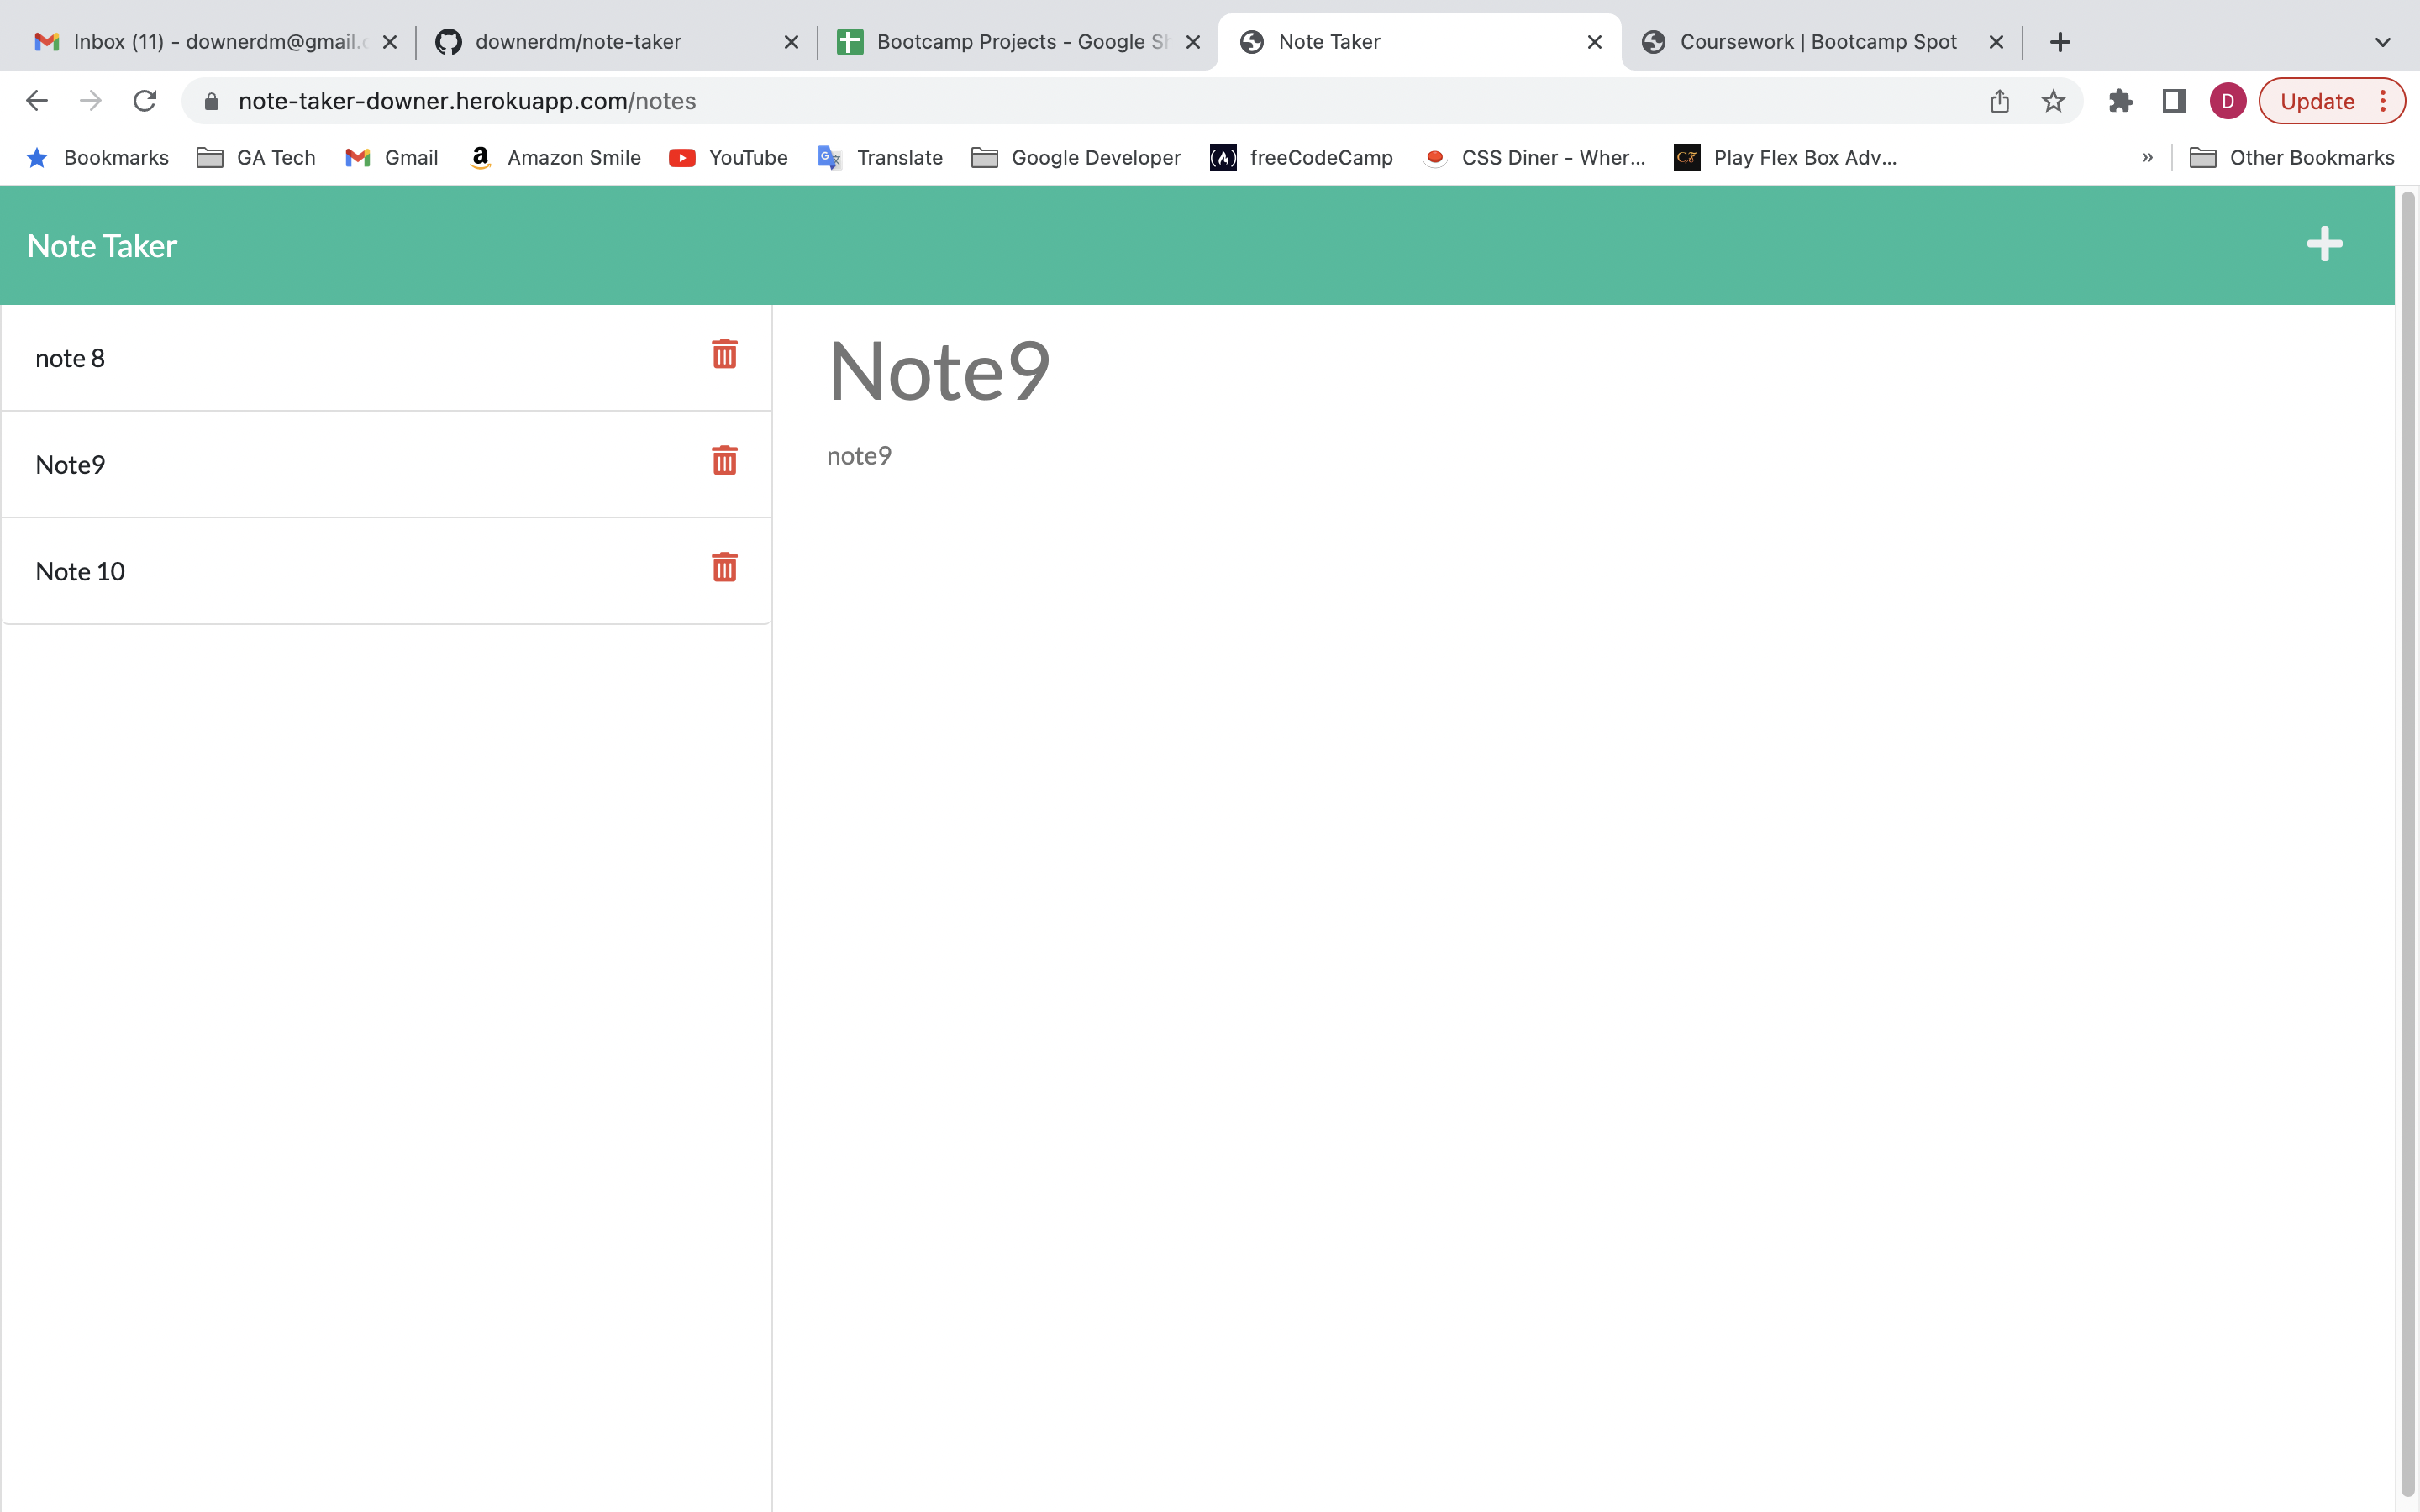 Inbox (11) - downerdm@gmail.
downerdm/note-taker
Bootcamp Projects - Google Sh
Note Taker
Coursework | Bootcamp Spot
note-taker-downer.herokuapp.com/notes
D
Update
Bookmarks
GA Tech
Gmail
Amazon Smile
YouTube
Translate
Google Developer
freeCodeCamp
CSS Diner - Wher...
Play Flex Box Adv...
»
Other Bookmarks
Note Taker
note 8
Note9
Note 10
Note9
note9